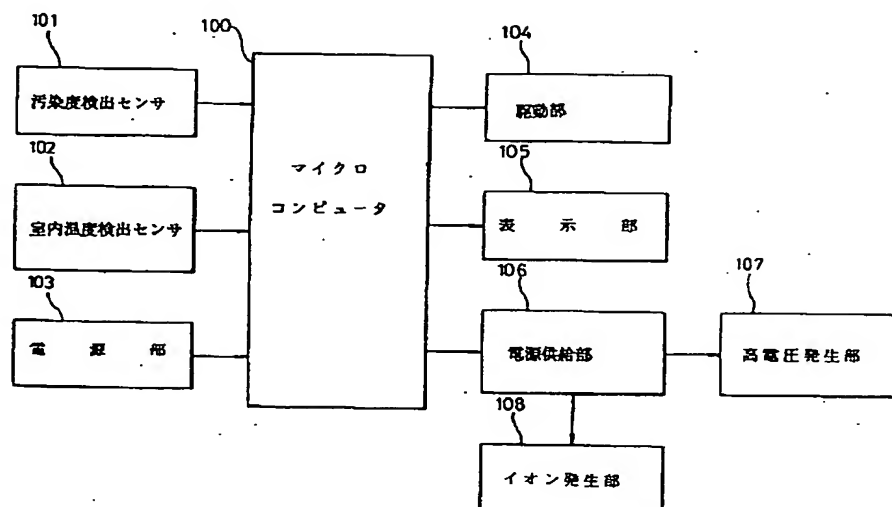 101
汚染度検出センサ
102
室内温度検出センサ
103
電源部
100
マイクロ
コンピュータ
104
駆動部
105
表示部
106
電源供給部
107
高電圧発生部
108
イオン発生部